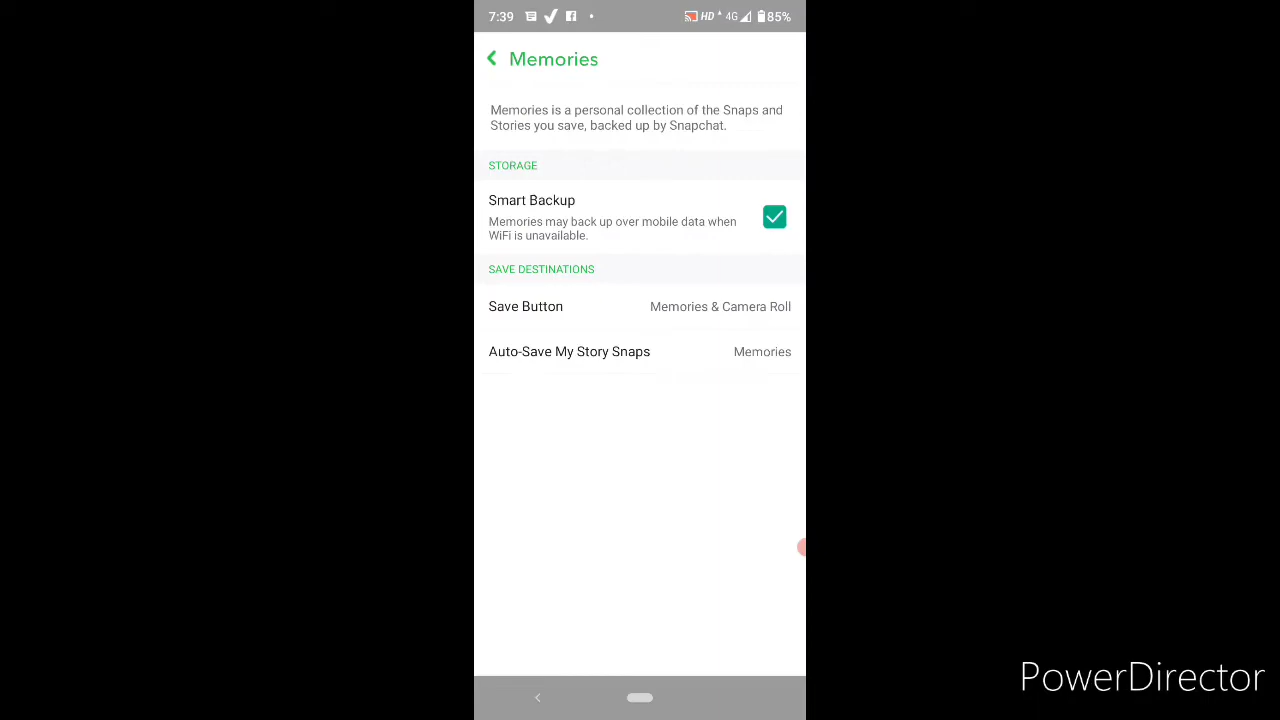 7:39 HD 4G 85%
Memories
Memories is a personal collection of the Snaps and
Stories you save, backed up by Snapchat.
STORAGE
Smart Backup
Memories may back up over mobile data when
WiFi is unavailable.
SAVE DESTINATIONS
Save Button Memories & Camera Roll
Auto-Save My Story Snaps Memories
PowerDirector